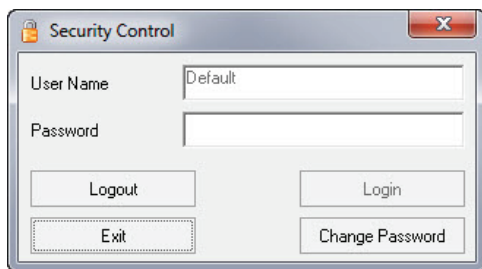 Security Control
User Name
Default
Password
Logout
Login
Exit
Change Password